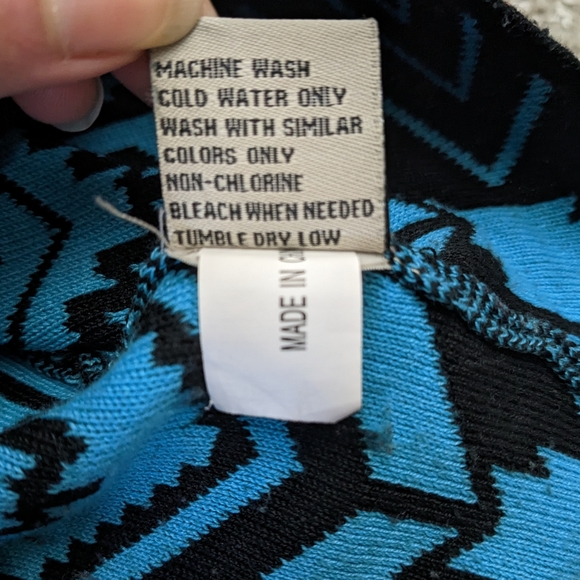 MACHINE WASH
COLD WATER ONLY
WASH WITH SIMILAR
COLORS ONLY
NON-CHLORINE
BLEACH WHEN NEEDED
TUMBLE DRY LOW
MADE IN